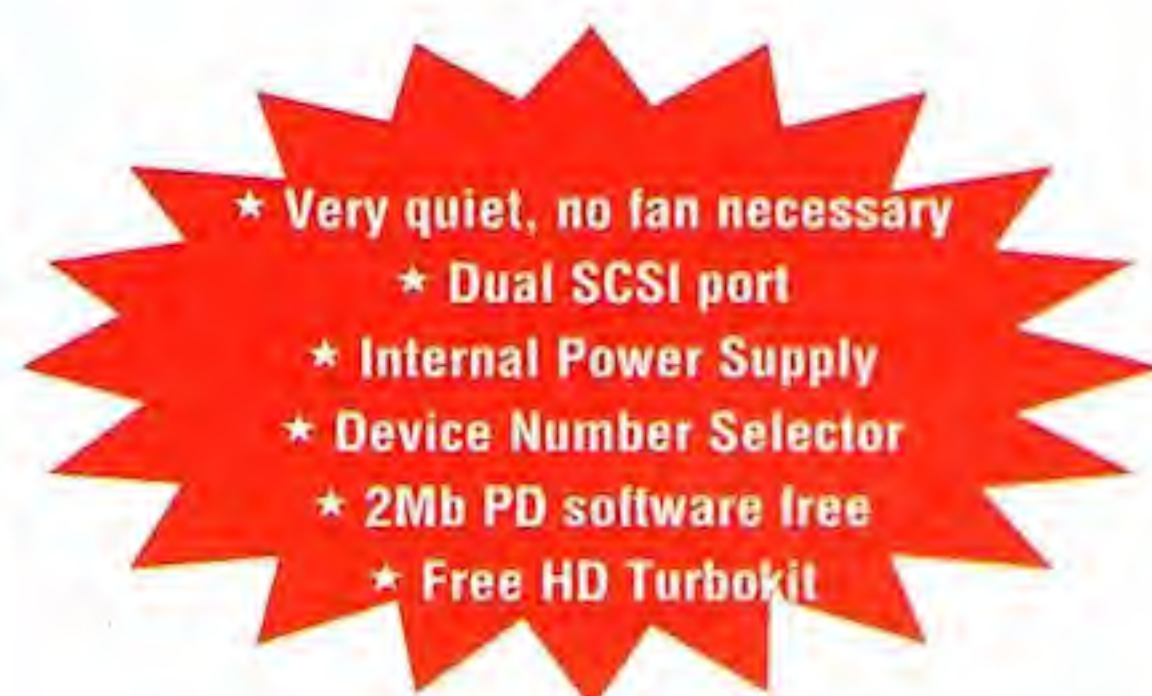 ★ Very quiet, no fan necessary
★ Dual SCSI port
★ Internal Power Supply
★ Device Number Selector
★ 2Mb PD software free
★ Free HD Turbokit